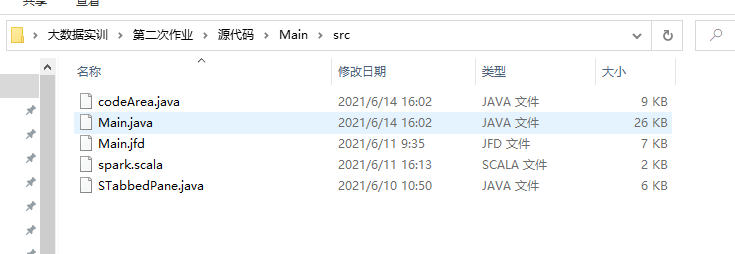 共享 查看
大数据实训 第二次作业 源代码 Main src
名称 修改日期 类型 大小
codeArea.java 2021/6/14 16:02 JAVA 文件 9 KB
Main.java 2021/6/14 16:02 JAVA 文件 26 KB
Main.jfd 2021/6/11 9:35 JFD 文件 7 KB
spark.scala 2021/6/11 16:13 SCALA 文件 2 KB
STabbedPane.java 2021/6/10 10:50 JAVA 文件 6 KB